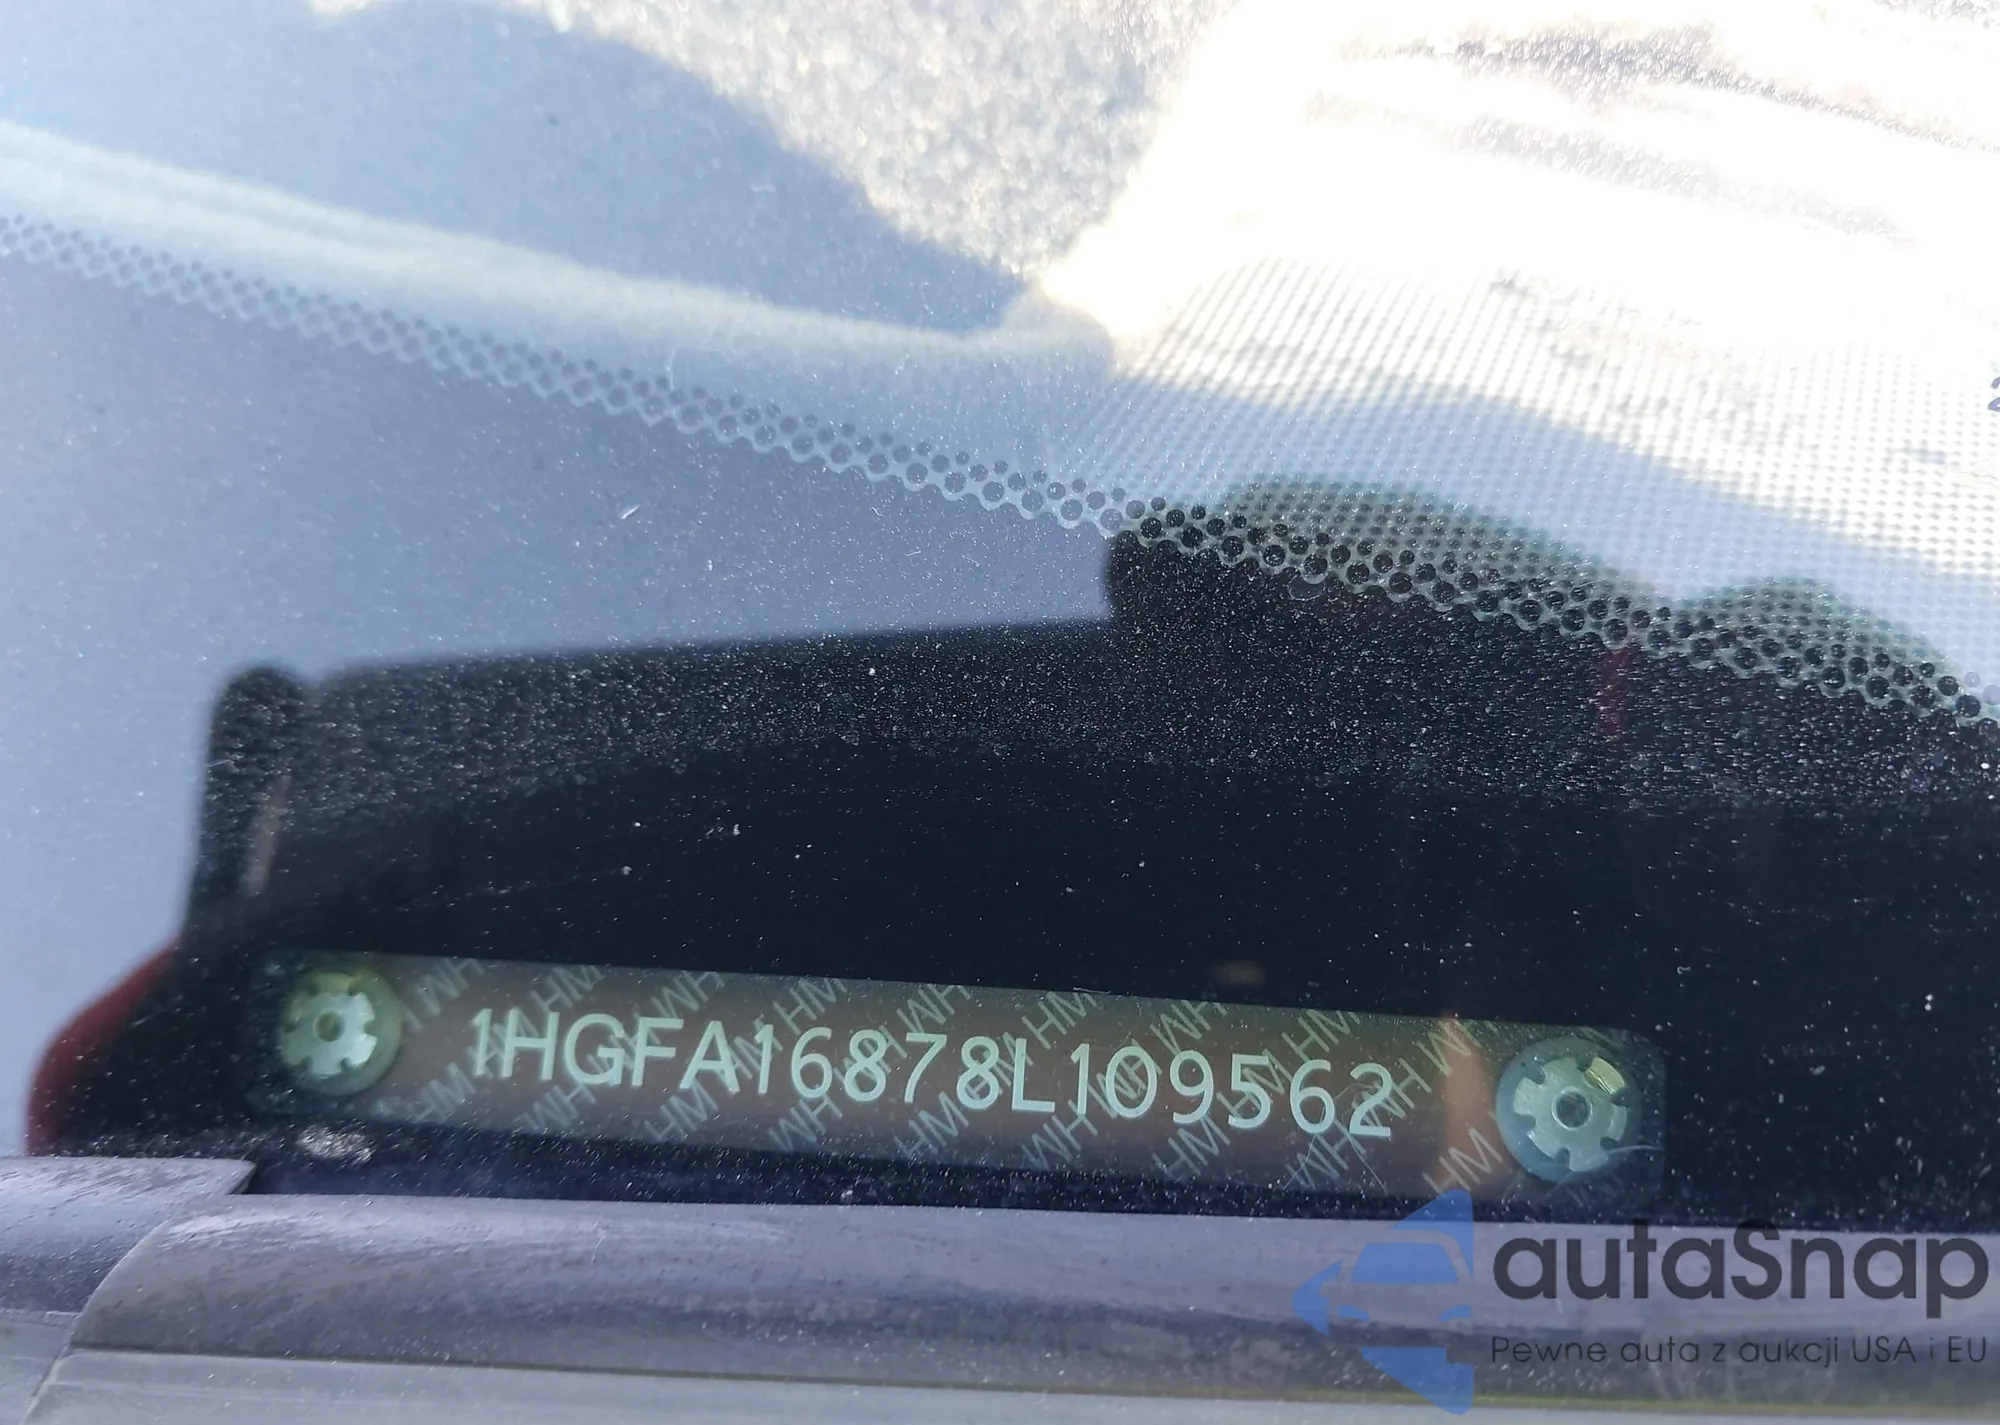 1HGFA16878L109562
autaSnap
Pewne auta z aukcji USA i EU